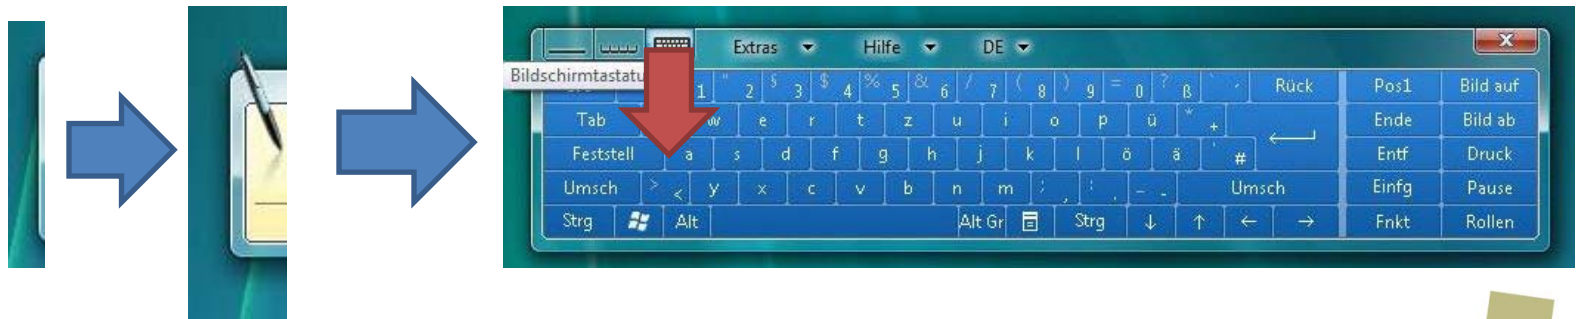 Extras Hilfe DE X
Bildschirmtastatu
1 " 2 § 3 $ 4 % 5 & 6 / 7 ( 8 ) 9 = 0 ? ß ` ´ Rück Pos1 Bild auf
Tab w e r t z u i o p ü * + Ende Bild ab
Feststell a s d f g h j k l ö ä ' # Entf Druck
Umsch > < y x c v b n m ; , : . _ - Umsch Einfg Pause
Strg Alt Alt Gr Strg ↓ ↑ ← → Fnkt Rollen